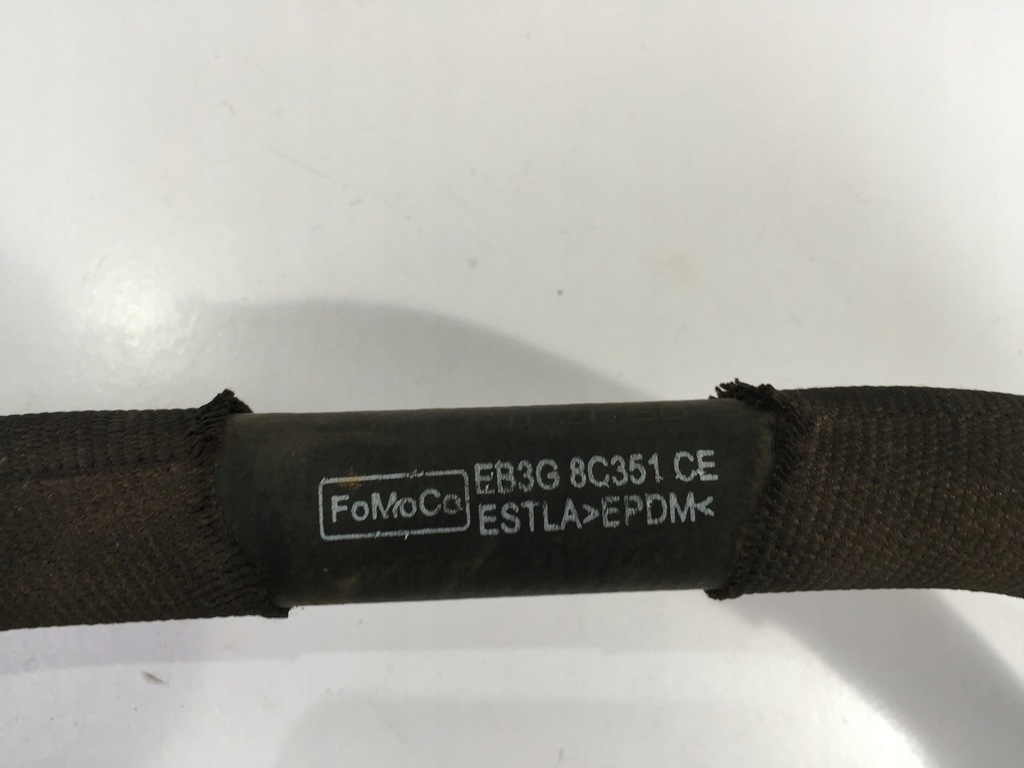 FoMoCo
EB3G 8C351 CE
ESTLA>EPDM<